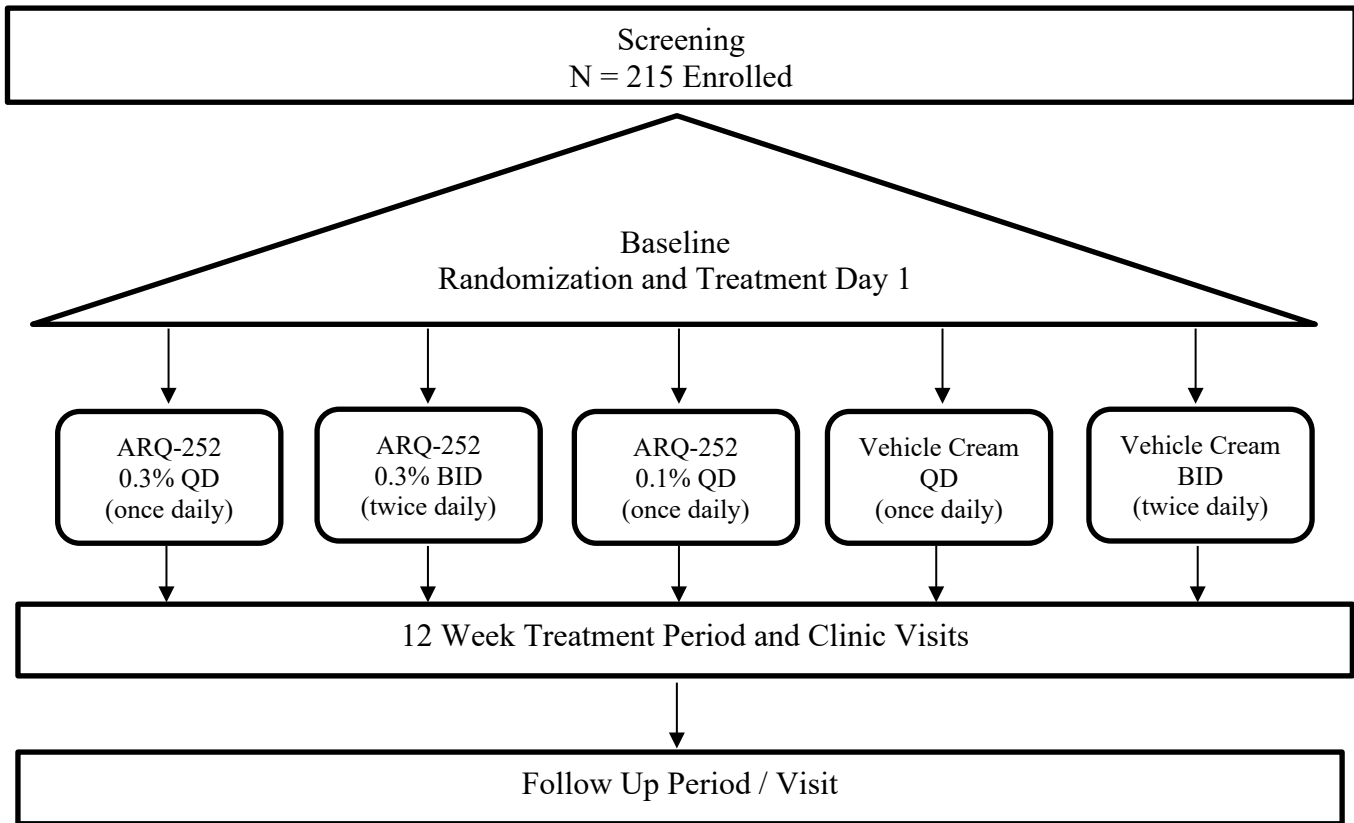 Screening
N = 215 Enrolled
Baseline
Randomization and Treatment Day 1
ARQ-252
0.3% QD
(once daily)
ARQ-252
0.3% BID
(twice daily)
ARQ-252
0.1% QD
(once daily)
Vehicle Cream
QD
(once daily)
Vehicle Cream
BID
(twice daily)
12 Week Treatment Period and Clinic Visits
Follow Up Period / Visit